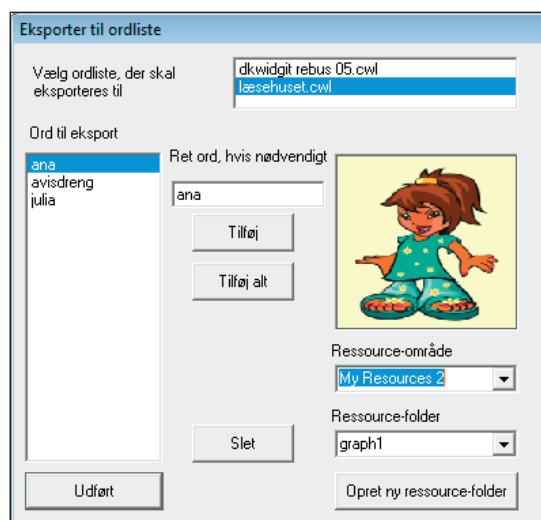 Eksporter til ordliste
Vælg ordliste, der skal
eksporteres til
dkwidgit rebus 05.cwl
læsehuset.cwl
Ord til eksport
ana
avisdreng
julia
Ret ord, hvis nødvendigt
ana
Tilføj
Tilføj alt
Slet
Udført
Ressource-område
My Resources 2
Ressource-folder
graph1
Opret ny ressource-folder